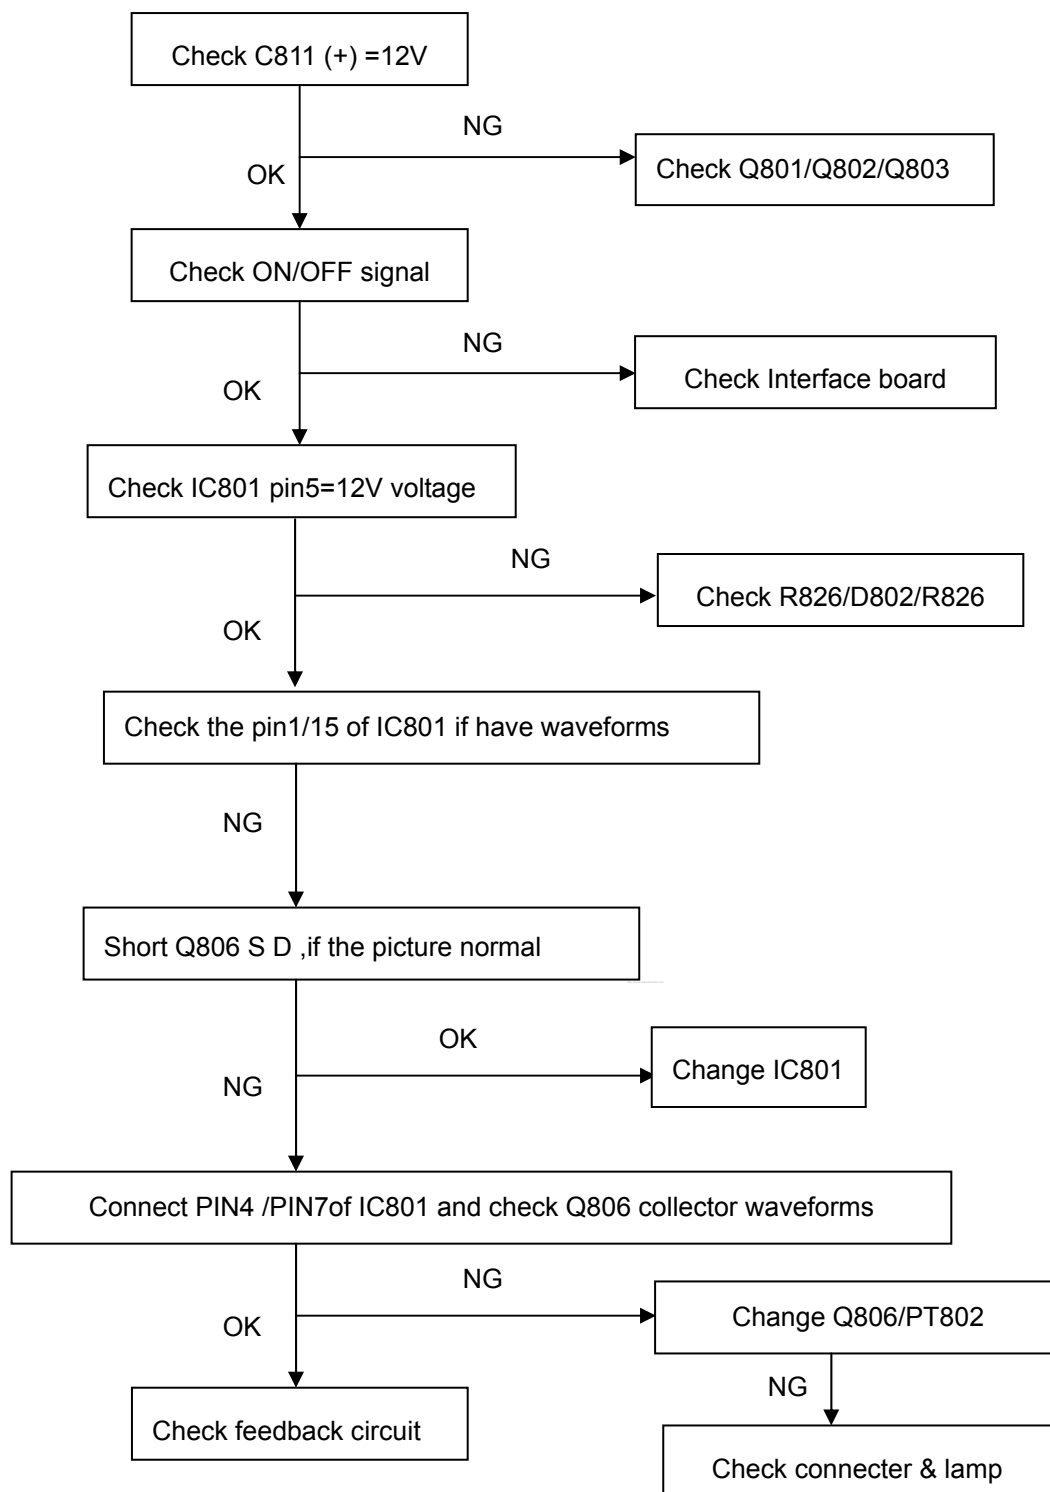 Check C811 (+) =12V
NG
OK
Check Q801/Q802/Q803
Check ON/OFF signal
NG
OK
Check Interface board
Check IC801 pin5=12V voltage
NG
OK
Check R826/D802/R826
Check the pin1/15 of IC801 if have waveforms
NG
Short Q806 S D ,if the picture normal
OK
NG
Change IC801
Connect PIN4 /PIN7of IC801 and check Q806 collector waveforms
NG
OK
Change Q806/PT802
NG
Check feedback circuit
Check connecter & lamp